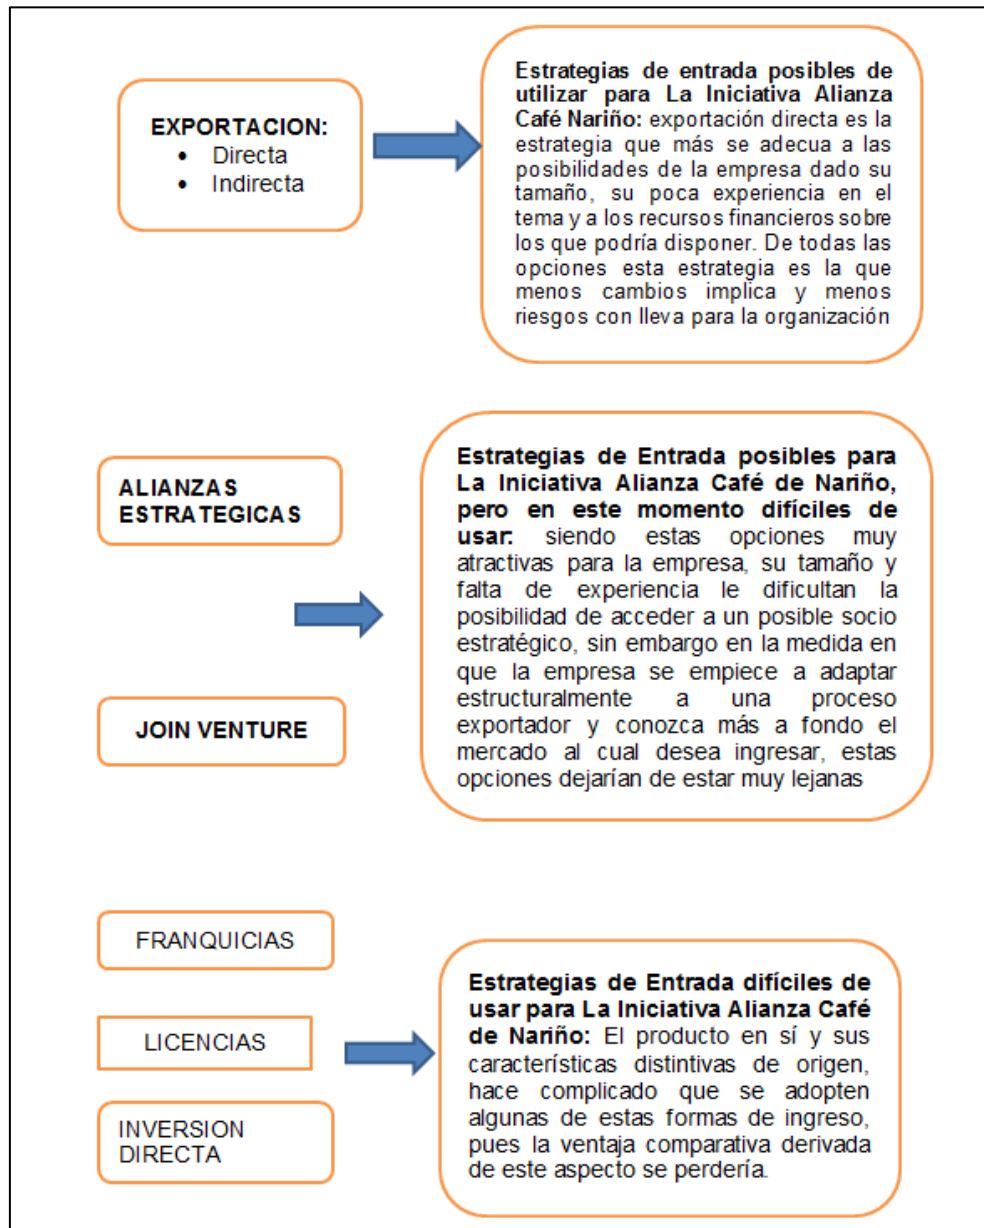 EXPORTACION:
• Directa
• Indirecta
Estrategias de entrada posibles de
utilizar para La Iniciativa Alianza
Café Nariño: exportación directa es la
estrategia que más se adecua a las
posibilidades de la empresa dado su
tamaño, su poca experiencia en el
tema y a los recursos financieros sobre
los que podría disponer. De todas las
opciones esta estrategia es la que
menos cambios implica y menos
riesgos con lleva para la organización
ALIANZAS
ESTRATEGICAS
JOIN VENTURE
Estrategias de Entrada posibles para
La Iniciativa Alianza Café de Nariño,
pero en este momento difíciles de
usar: siendo estas opciones muy
atractivas para la empresa, su tamaño y
falta de experiencia le dificultan la
posibilidad de acceder a un posible socio
estratégico, sin embargo en la medida en
que la empresa se empiece a adaptar
estructuralmente a una proceso
exportador y conozca más a fondo el
mercado al cual desea ingresar, estas
opciones dejarían de estar muy lejanas
FRANQUICIAS
LICENCIAS
INVERSION
DIRECTA
Estrategias de Entrada difíciles de
usar para La Iniciativa Alianza Café
de Nariño: El producto en sí y sus
características distintivas de origen,
hace complicado que se adopten
algunas de estas formas de ingreso,
pues la ventaja comparativa derivada
de este aspecto se perdería.